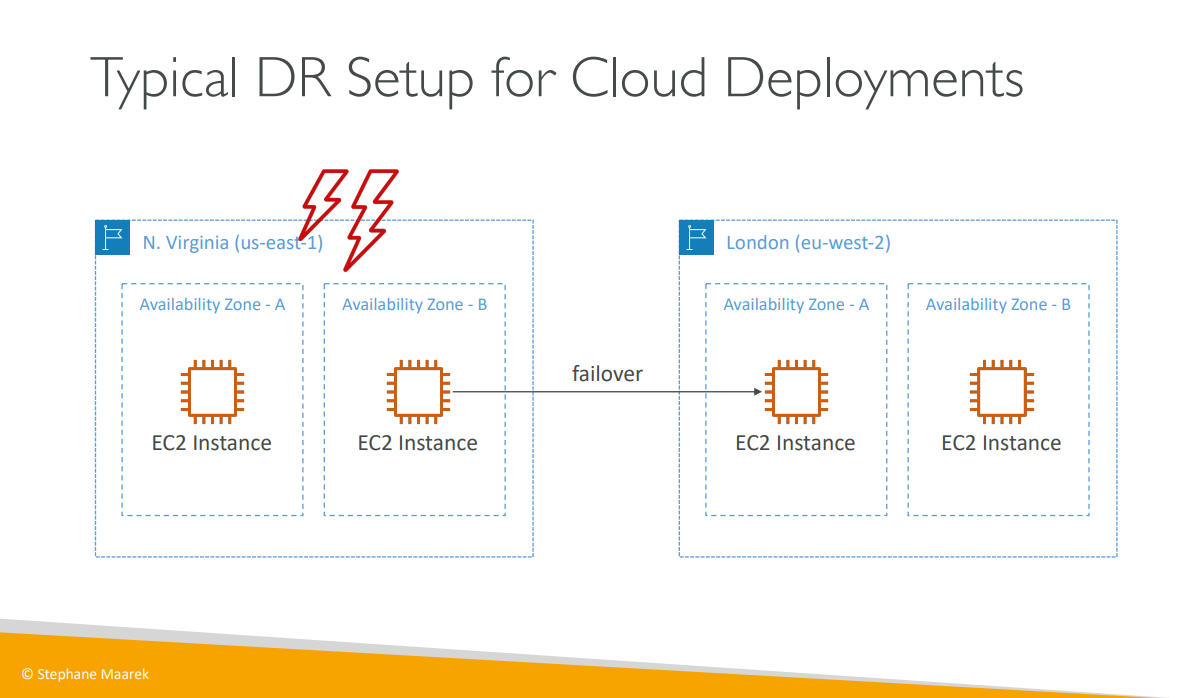 Typical DR Setup for Cloud Deployments
N. Virginia (us-east-1)
Availability Zone - A
EC2 Instance
Availability Zone - B
EC2 Instance
failover
London (eu-west-2)
Availability Zone - A
EC2 Instance
Availability Zone - B
EC2 Instance
© Stephane Maarek